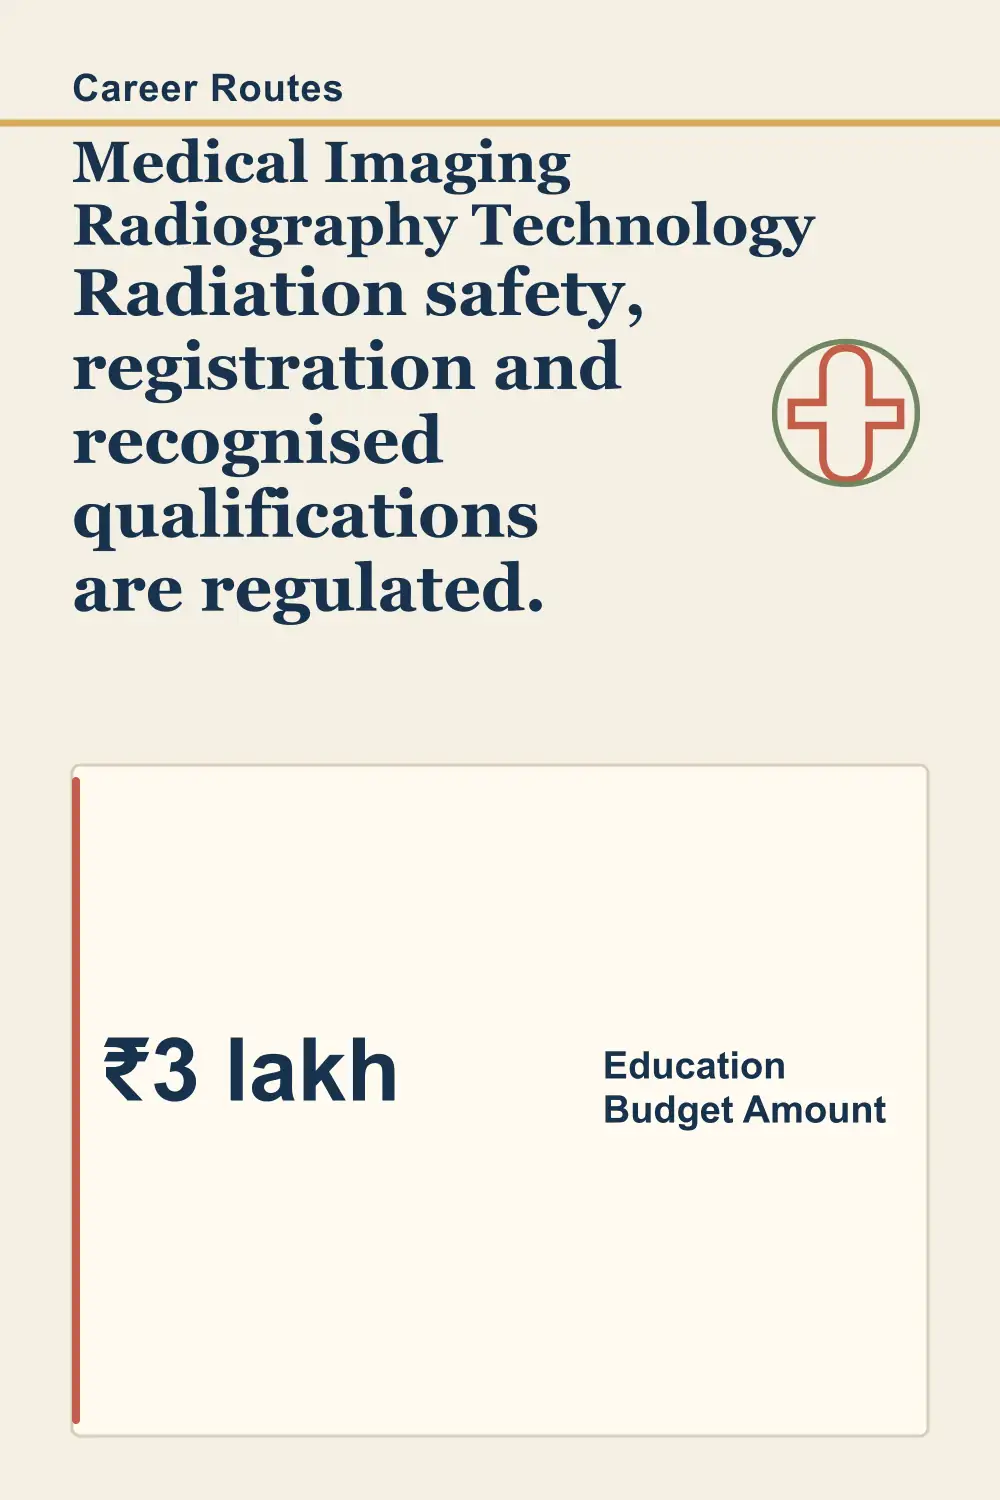 Career Routes
Medical Imaging
Radiography Technology
Radiation safety,
registration and
recognised
qualifications
are regulated.
₹3 lakh
Education
Budget Amount